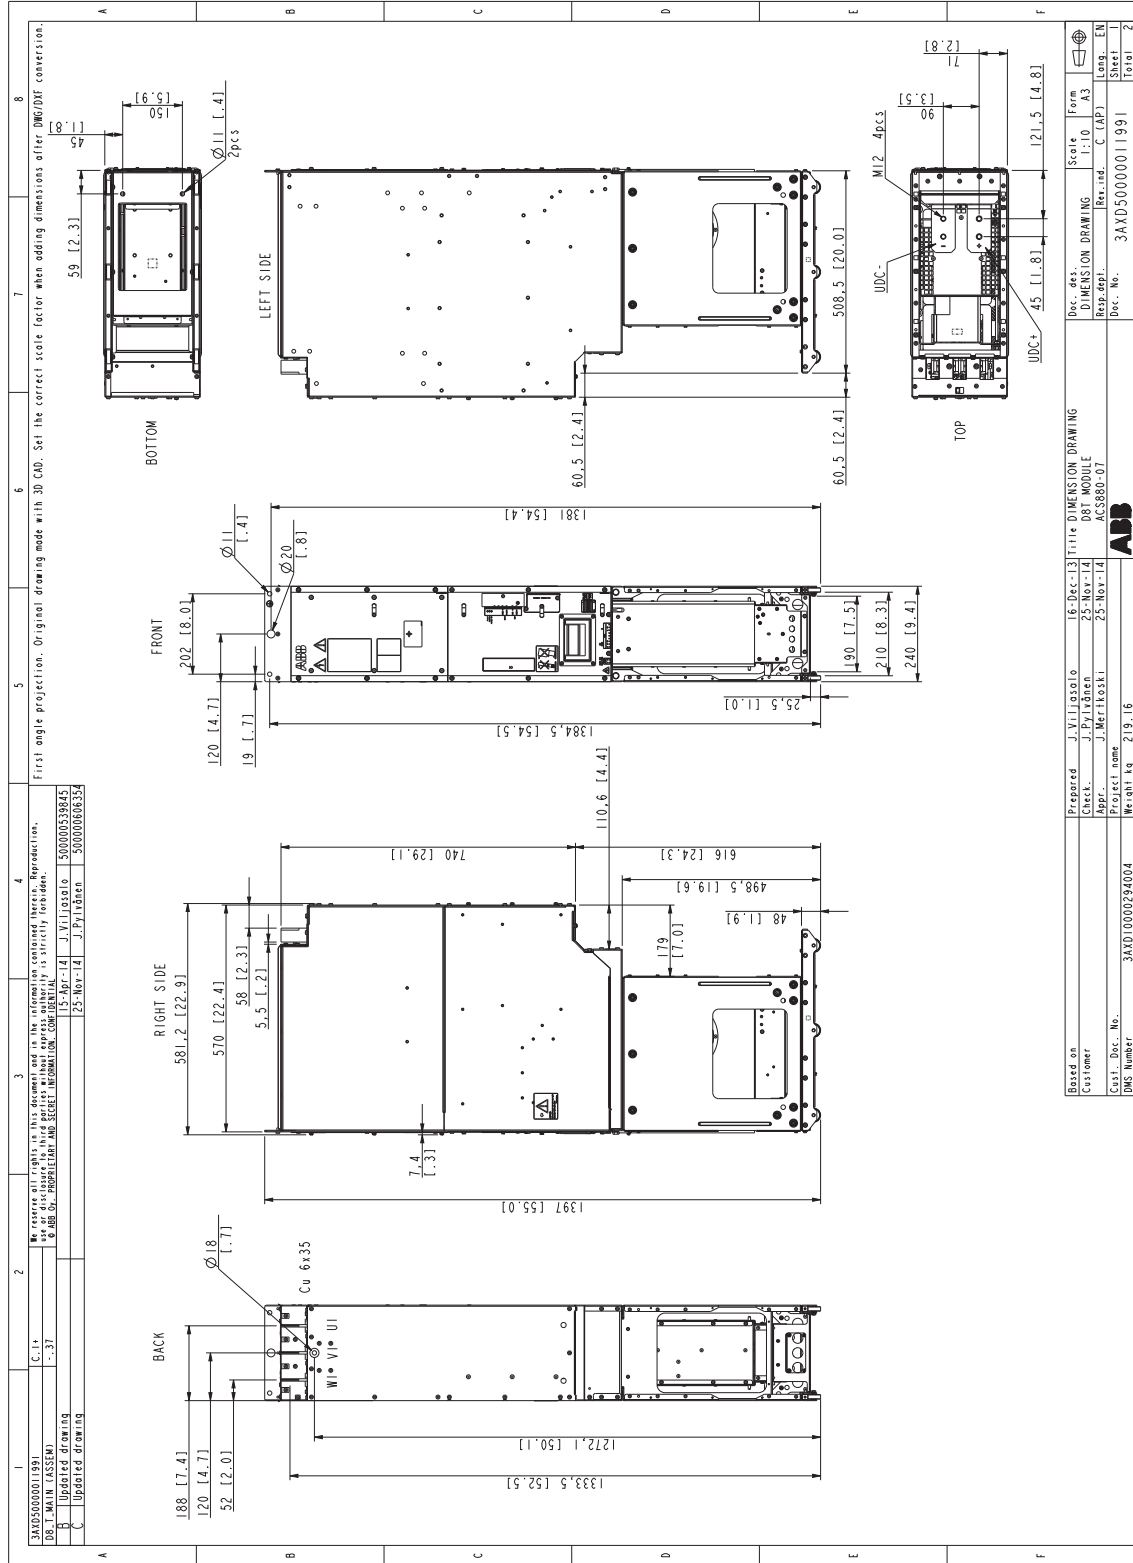 1
2
3
4
5
6
7
8
A
B
C
D
E
F
A
B
C
D
E
F
3AXD50000011991
C.1+
D8_T_MAIN (ASSEM)
-.37
B Updated drawing 15-Apr-14 J.Viljasalo 500000539845
C Updated drawing 25-Nov-14 J.Pylvänen 500000606354
We reserve all rights in this document and in the information contained therein. Reproduction,
use or disclosure to third parties without express authority is strictly forbidden.
© ABB Oy. PROPRIETARY AND SECRET INFORMATION. CONFIDENTIAL
First angle projection. Original drawing made with 3D CAD. Set the correct scale factor when adding dimensions after DWG/DXF conversion.
BACK
188 [7.4]
120 [4.7]
52 [2.0]
Ø18
[.7]
Cu 6x35
W1 V1 U1
1272,1 [50.1]
1333,5 [52.5]
RIGHT SIDE
581,2 [22.9]
570 [22.4]
58 [2.3]
5,5 [.2]
7,4
[.3]
1397 [55.0]
740 [29.1]
616 [24.3]
498,5 [19.6]
110,6 [4.4]
179
[7.0]
48 [1.9]
FRONT
202 [8.0]
120 [4.7]
19 [.7]
Ø11
[.4]
Ø20
[.8]
ABB
1381 [54.4]
1384,5 [54.5]
25,5 [1.0]
190 [7.5]
210 [8.3]
240 [9.4]
BOTTOM
59 [2.3]
45
[1.8]
150
[5.9]
Ø11 [.4]
2pcs
LEFT SIDE
60,5 [2.4]
508,5 [20.0]
60,5 [2.4]
TOP
UDC-
UDC+
M12 4pcs
90
[3.5]
71
[2.8]
45 [1.8]
121,5 [4.8]
Based on
Customer
Cust. Doc. No.
DMS Number 3AXD10000294004
Prepared J.Viljasalo 16-Dec-13
Check. J.Pylvänen 25-Nov-14
Appr. J.Mertkoski 25-Nov-14
Project name
Weight kg 219.16
Title DIMENSION DRAWING
D8T MODULE
ACS880-07
ABB
Doc. des.
DIMENSION DRAWING
Scale
1:10
Form
A3
Resp.dept.
Rev.ind. C (AP)
Lang. EN
Doc. No.
3AXD50000011991
Sheet 1
Total 2